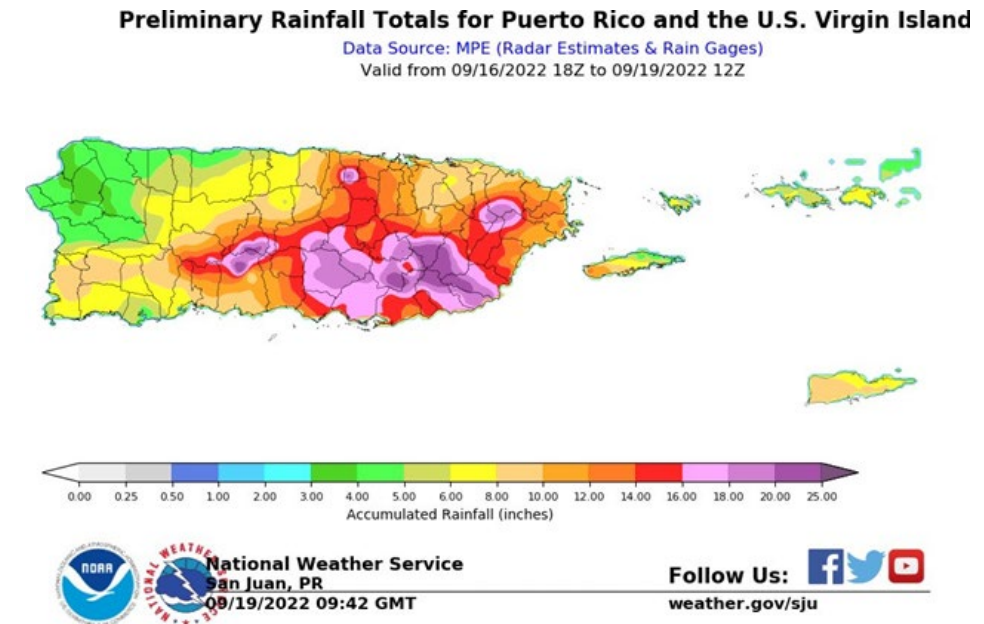 Preliminary Rainfall Totals for Puerto Rico and the U.S. Virgin Island
Data Source: MPE (Radar Estimates & Rain Gages)
Valid from 09/16/2022 18Z to 09/19/2022 12Z
0.00 0.25 0.50 1.00 2.00 3.00 4.00 5.00 6.00 8.00 10.00 12.00 14.00 16.00 18.00 20.00 25.00
Accumulated Rainfall (inches)
NOAA
NATIONAL WEATHER
National Weather Service
San Juan, PR
09/19/2022 09:42 GMT
Follow Us:
weather.gov/sju